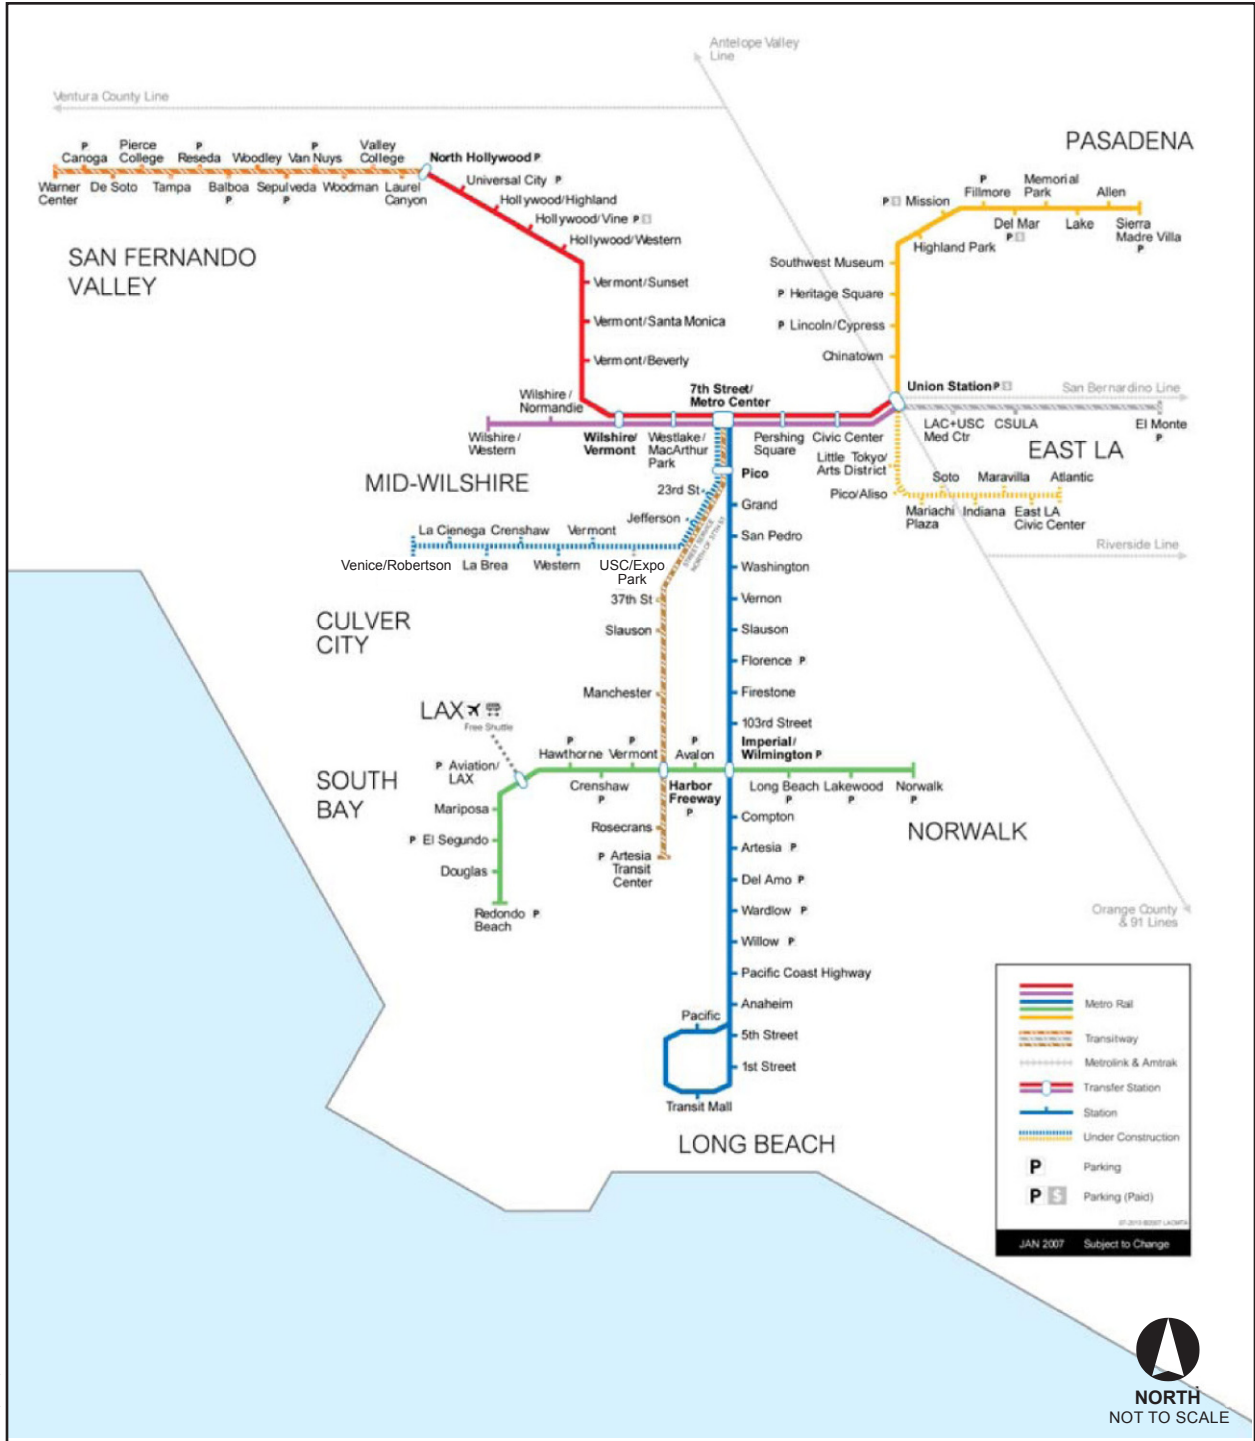 Antelope Valley
Line
Ventura County Line
PASADENA
P
Canoga
Pierce
College
P
Reseda
Woodley
P
Van Nuys
Valley
College
North Hollywood P
Warner
Center
De Soto
Tampa
Balboa
P
Sepulveda
P
Woodman
Laurel
Canyon
Universal City P
Hollywood/Highland
Hollywood/Vine P $
Hollywood/Western
SAN FERNANDO
VALLEY
Vermont/Sunset
Vermont/Santa Monica
Vermont/Beverly
P $ Mission
P
Fillmore
Memorial
Park
Allen
Highland Park
Del Mar
P $
Lake
Sierra
Madre Villa
P
Southwest Museum
P Heritage Square
P Lincoln/Cypress
Chinatown
Union Station P $
San Bernardino Line
7th Street/
Metro Center
Wilshire /
Normandie
Wilshire /
Western
Wilshire/
Vermont
Westlake /
MacArthur
Park
Pershing
Square
Civic Center
LAC+USC
Med Ctr
CSULA
El Monte
P
EAST LA
Little Tokyo/
Arts District
Pico/Aliso
Soto
Maravilla
Atlantic
Mariachi
Plaza
Indiana
East LA
Civic Center
Riverside Line
MID-WILSHIRE
Pico
23rd St
Jefferson
STREET SERVICE
NORTH OF 37TH ST
La Cienega
Crenshaw
Vermont
Venice/Robertson
La Brea
Western
USC/Expo
Park
37th St
Slauson
Manchester
Grand
San Pedro
Washington
Vernon
Slauson
Florence P
Firestone
103rd Street
Imperial/
Wilmington P
CULVER
CITY
LAX
Free Shuttle
P
Hawthorne
P
Vermont
P
Avalon
P Aviation/
LAX
Crenshaw
P
Harbor
Freeway
P
Long Beach
P
Lakewood
P
Norwalk
P
SOUTH
BAY
Mariposa
P El Segundo
Douglas
Redondo P
Beach
Rosecrans
P Artesia
Transit
Center
NORWALK
Compton
Artesia P
Del Amo P
Wardlow P
Willow P
Pacific Coast Highway
Anaheim
Pacific
5th Street
1st Street
Transit Mall
LONG BEACH
Orange County
& 91 Lines
Metro Rail
Transitway
Metrolink & Amtrak
Transfer Station
Station
Under Construction
P Parking
P $ Parking (Paid)
JAN 2007 Subject to Change
NORTH
NOT TO SCALE